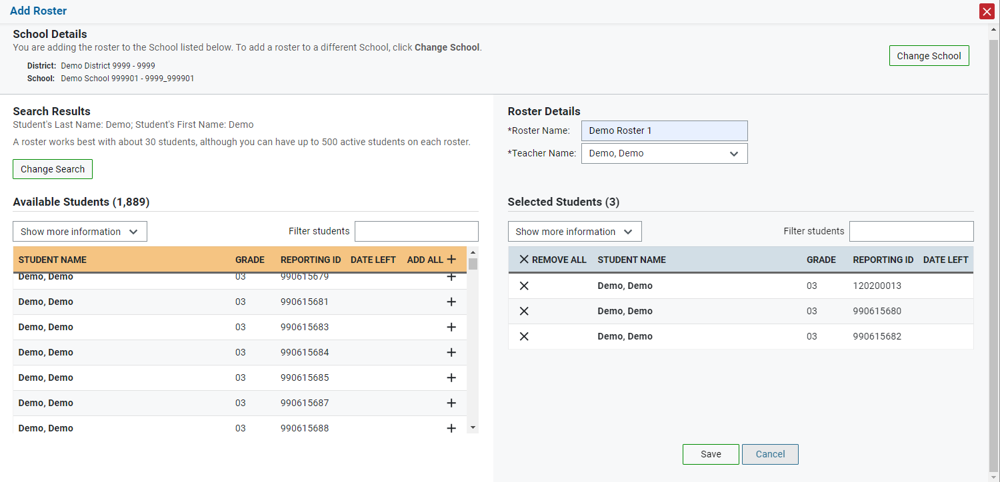 Add Roster
School Details
You are adding the roster to the School listed below. To add a roster to a different School, click Change School.
Change School
District: Demo District 9999 - 9999
School: Demo School 999901 - 9999_999901
Search Results
Student's Last Name: Demo; Student's First Name: Demo
A roster works best with about 30 students, although you can have up to 500 active students on each roster.
Change Search
Available Students (1,889)
Show more information Filter students
STUDENT NAME GRADE REPORTING ID DATE LEFT ADD ALL
Demo, Demo 03 990615679
Demo, Demo 03 990615681
Demo, Demo 03 990615683
Demo, Demo 03 990615684
Demo, Demo 03 990615685
Demo, Demo 03 990615687
Demo, Demo 03 990615688
Roster Details
*Roster Name: Demo Roster 1
*Teacher Name: Demo, Demo
Selected Students (3)
Show more information Filter students
REMOVE ALL STUDENT NAME GRADE REPORTING ID DATE LEFT
Demo, Demo 03 120200013
Demo, Demo 03 990615680
Demo, Demo 03 990615682
Save Cancel